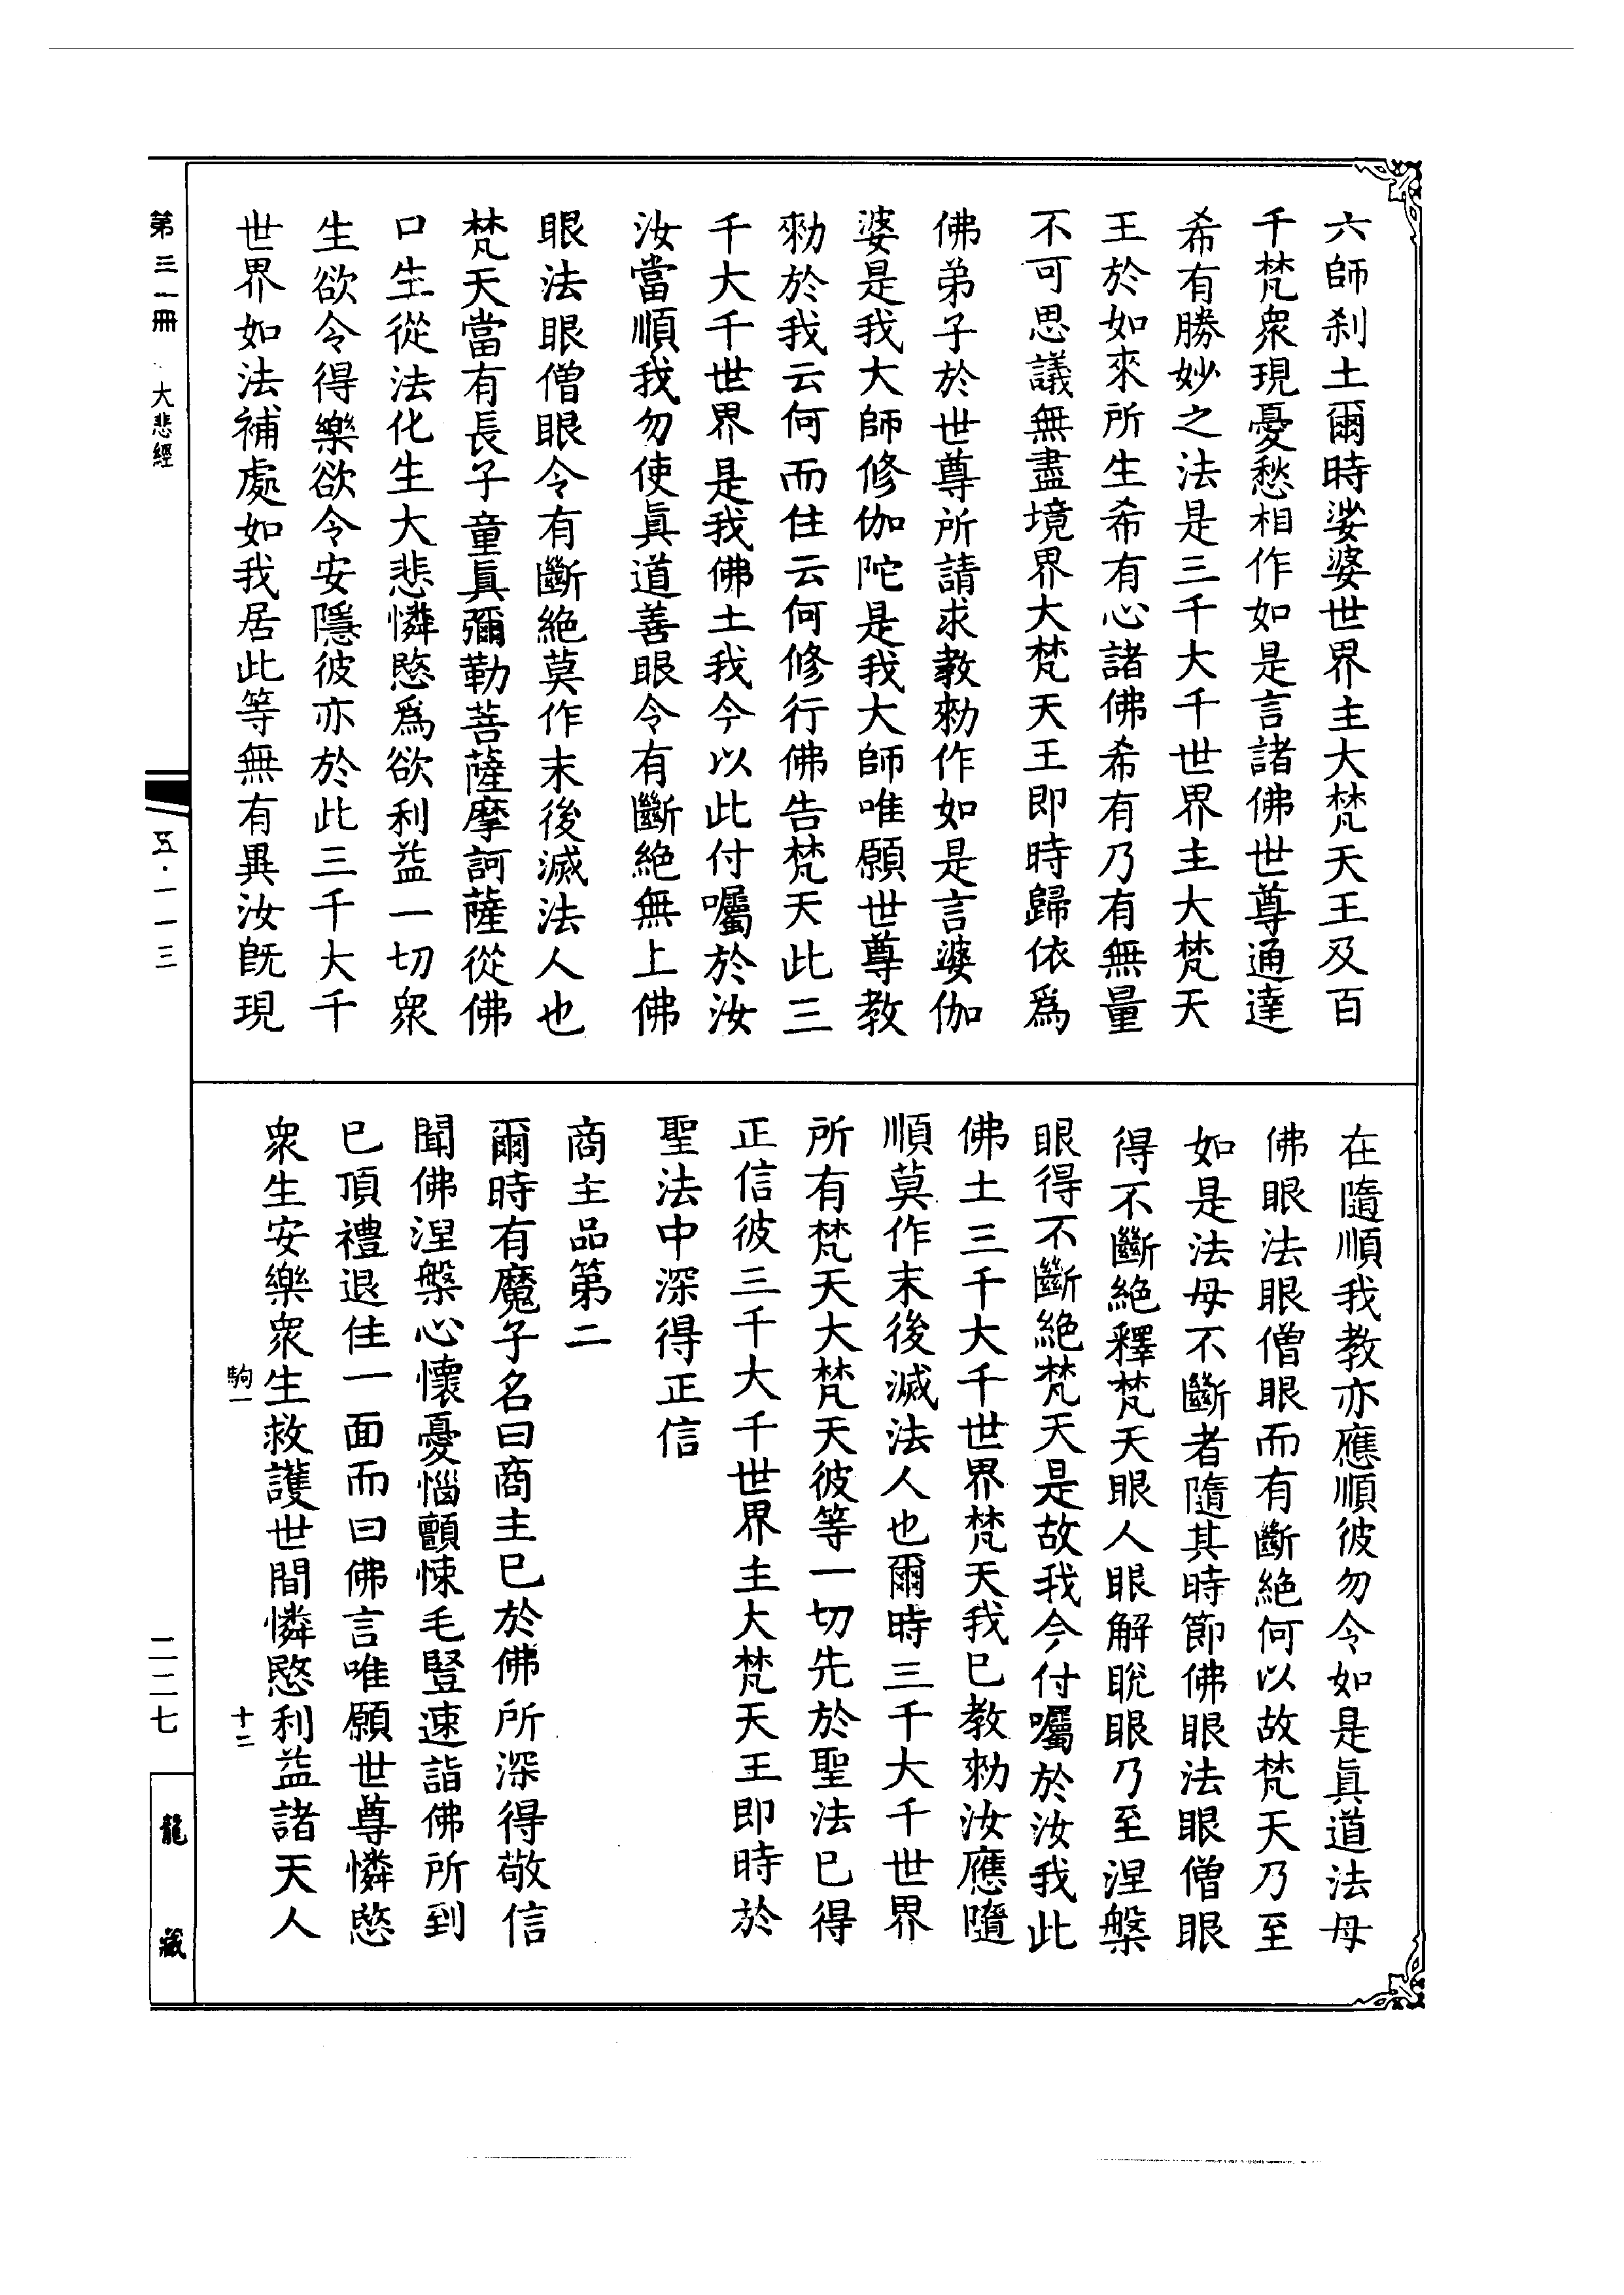 六師剎土爾時娑婆世界主大梵天王及百
千梵衆現憂愁相作如是言諸佛世尊通達
希有勝妙之法是三千大千世界主大梵天
王於如來所生希有心諸佛希有乃有無量
不可思議無盡境界大梵天王即時歸依爲
佛弟子於世尊所請求教勑作如是言婆伽
婆是我大師修伽陀是我大師唯願世尊教
勑於我云何而住云何修行佛告梵天此三
千大千世界是我佛土我今以此付囑於汝
汝當順我勿使眞道善眼令有斷絶無上佛
眼法眼僧眼令有斷絶莫作末後滅法人也
梵天當有長子童眞彌勒菩薩摩訶薩從佛
口生從法化生大悲憐愍爲欲利益一切衆
生欲令得樂欲令安隱彼亦於此三千大千
世界如法補處如我居此等無有異汝旣現
在隨順我教亦應順彼勿令如是眞道法母
佛眼法眼僧眼而有斷絶何以故梵天乃至
如是法母不斷者隨其時節佛眼法眼僧眼
得不斷絶釋梵天眼人眼解脫眼乃至涅槃
眼得不斷絶梵天是故我今付囑於汝我此
佛土三千大千世界梵天我已教勑汝應隨
順莫作末後滅法人也爾時三千大千世界
所有梵天大梵天彼等一切先於聖法已得
正信彼三千大千世界主大梵天王即時於
聖法中深得正信
商主品第二
爾時有魔子名曰商主已於佛所深得敬信
聞佛涅槃心懷憂惱顫悚毛豎速詣佛所到
已頂禮退住一面而曰佛言唯願世尊憐愍
衆生安樂衆生救護世間憐愍利益諸天人
駒一 十二
第三一冊 大悲經
五·一一三
二二七
龍藏